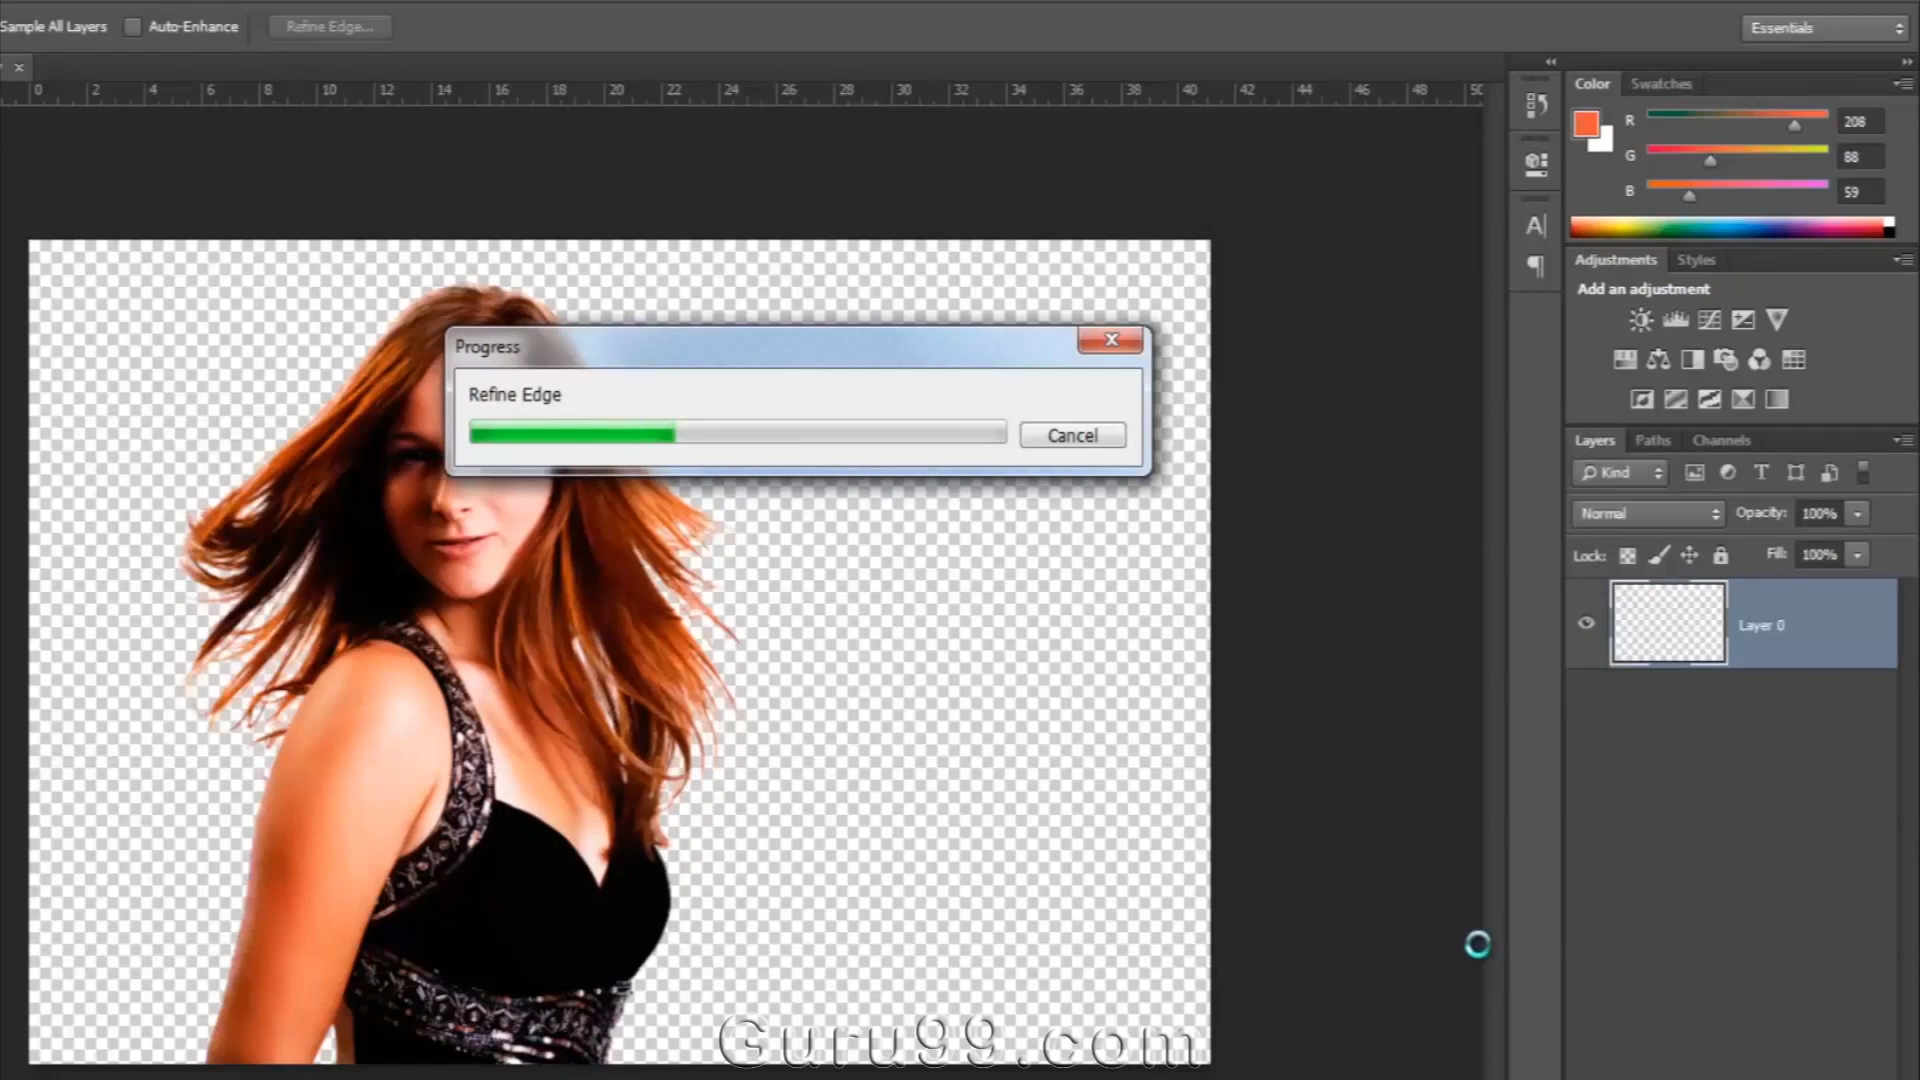 Sample All Layers Auto-Enhance Refine Edge... Essentials
0 2 4 6 8 10 12 14 16 18 20 22 24 26 28 30 32 34 36 38 40 42 44 46 48 50
Color Swatches
R 208
G 88
B 59
Adjustments Styles
Add an adjustment
Progress
Refine Edge
Cancel
Layers Paths Channels
Kind
Normal Opacity: 100%
Lock: Fill: 100%
Layer 0
Guru99.com